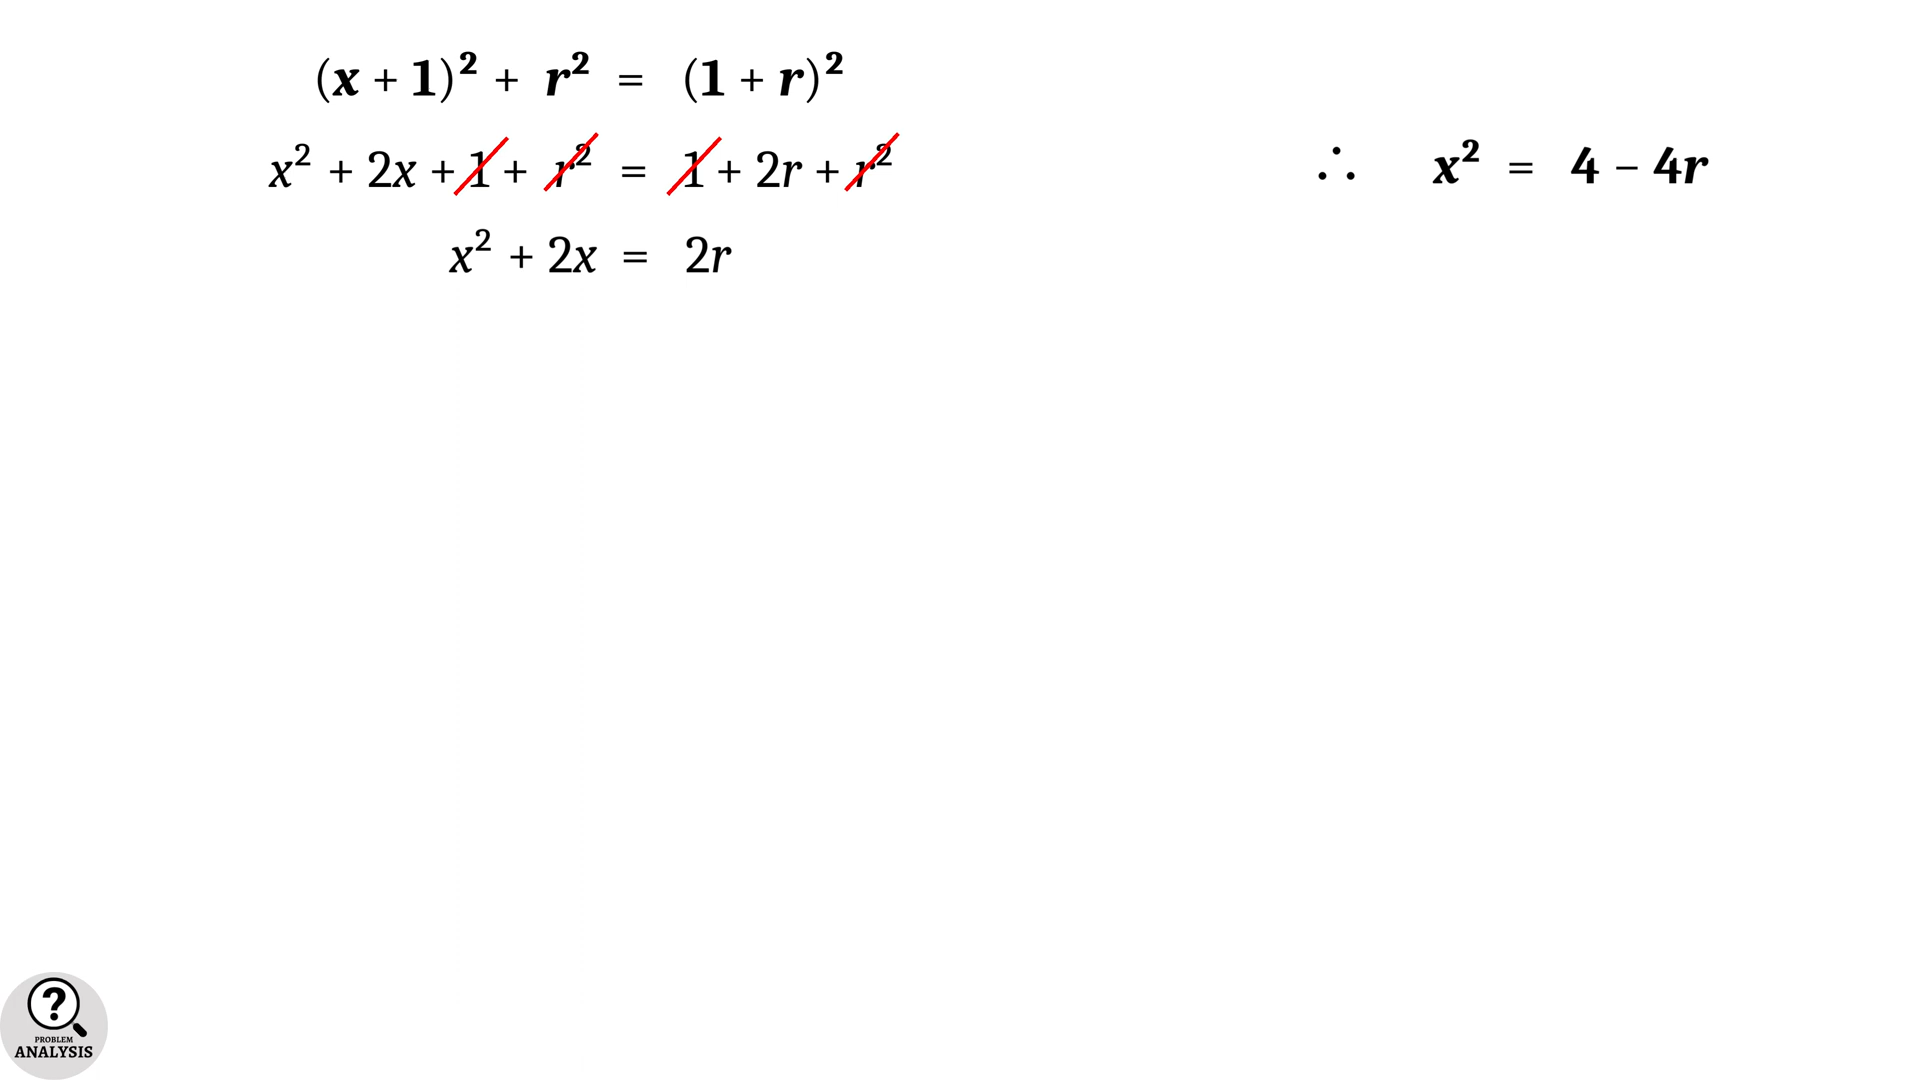 (x + 1)² + r² = (1 + r)²
x² + 2x + 1 + r² = 1 + 2r + r²
∴ x² = 4 − 4r
x² + 2x = 2r
?
PROBLEM
ANALYSIS